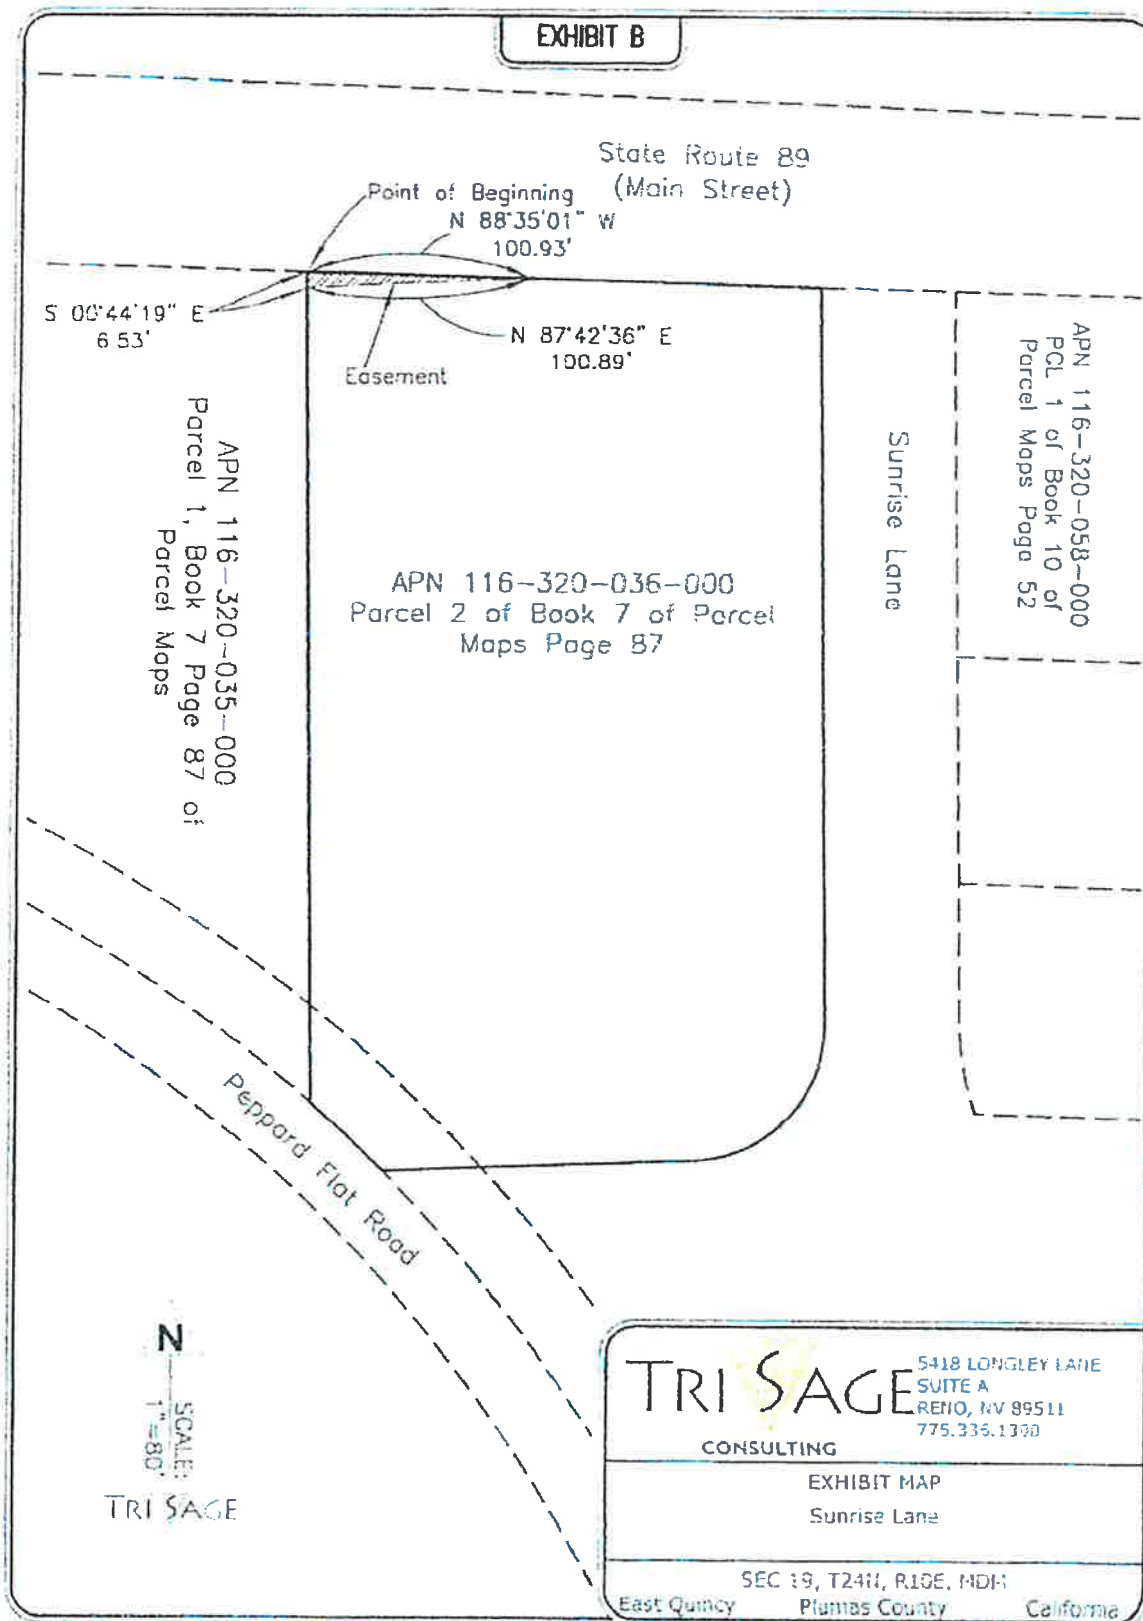 EXHIBIT B
State Route 89
(Main Street)
Point of Beginning
N 88°35'01" W
100.93'
S 00°44'19" E
6.53'
N 87°42'36" E
100.89'
Easement
APN 116-320-035-000
Parcel 1, Book 7 Page 87 of
Parcel Maps
APN 116-320-036-000
Parcel 2 of Book 7 of Parcel
Maps Page 87
Sunrise Lane
APN 116-320-058-000
PCL 1 of Book 10 of
Parcel Maps Page 52
Peppard Flat Road
N
SCALE:
1"=80'
TRI SAGE
TRI SAGE
CONSULTING
5418 LONGLEY LANE
SUITE A
RENO, NV 89511
775.336.1300
EXHIBIT MAP
Sunrise Lane
SEC 19, T24N, R10E, MDM
East Quincy Plumas County California